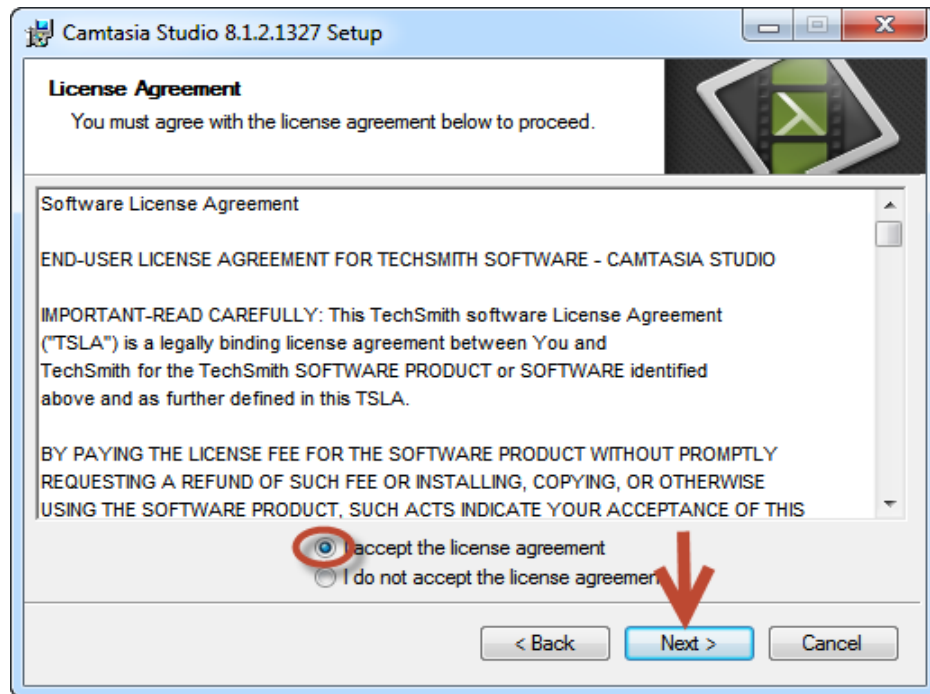 Camtasia Studio 8.1.2.1327 Setup
License Agreement
You must agree with the license agreement below to proceed.
Software License Agreement
END-USER LICENSE AGREEMENT FOR TECHSMITH SOFTWARE - CAMTASIA STUDIO
IMPORTANT-READ CAREFULLY: This TechSmith software License Agreement
("TSLA") is a legally binding license agreement between You and
TechSmith for the TechSmith SOFTWARE PRODUCT or SOFTWARE identified
above and as further defined in this TSLA.
BY PAYING THE LICENSE FEE FOR THE SOFTWARE PRODUCT WITHOUT PROMPTLY
REQUESTING A REFUND OF SUCH FEE OR INSTALLING, COPYING, OR OTHERWISE
USING THE SOFTWARE PRODUCT, SUCH ACTS INDICATE YOUR ACCEPTANCE OF THIS
I accept the license agreement
I do not accept the license agreement
< Back
Next >
Cancel